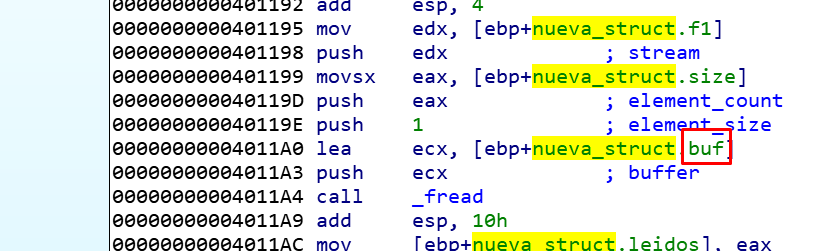 0000000000401192 add     esp, 4
0000000000401195 mov     edx, [ebp+nueva_struct.f1]
0000000000401198 push    edx             ; stream
0000000000401199 movsx   eax, [ebp+nueva_struct.size]
000000000040119D push    eax             ; element_count
000000000040119E push    1               ; element_size
00000000004011A0 lea     ecx, [ebp+nueva_struct.buf]
00000000004011A3 push    ecx             ; buffer
00000000004011A4 call    _fread
00000000004011A9 add     esp, 10h
00000000004011AC mov     [ebp+nueva_struct.leidos], eax